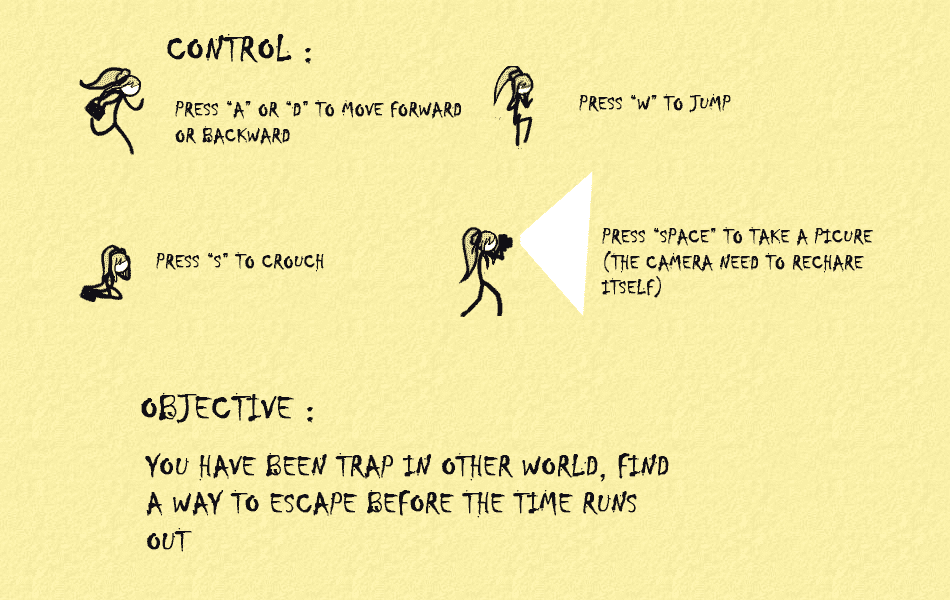 CONTROL :
PRESS "A" OR "D" TO MOVE FORWARD
OR BACKWARD
PRESS "W" TO JUMP
PRESS "S" TO CROUCH
PRESS "SPACE" TO TAKE A PICURE
(THE CAMERA NEED TO RECHARE
ITSELF)
OBJECTIVE :
YOU HAVE BEEN TRAP IN OTHER WORLD, FIND
A WAY TO ESCAPE BEFORE THE TIME RUNS
OUT